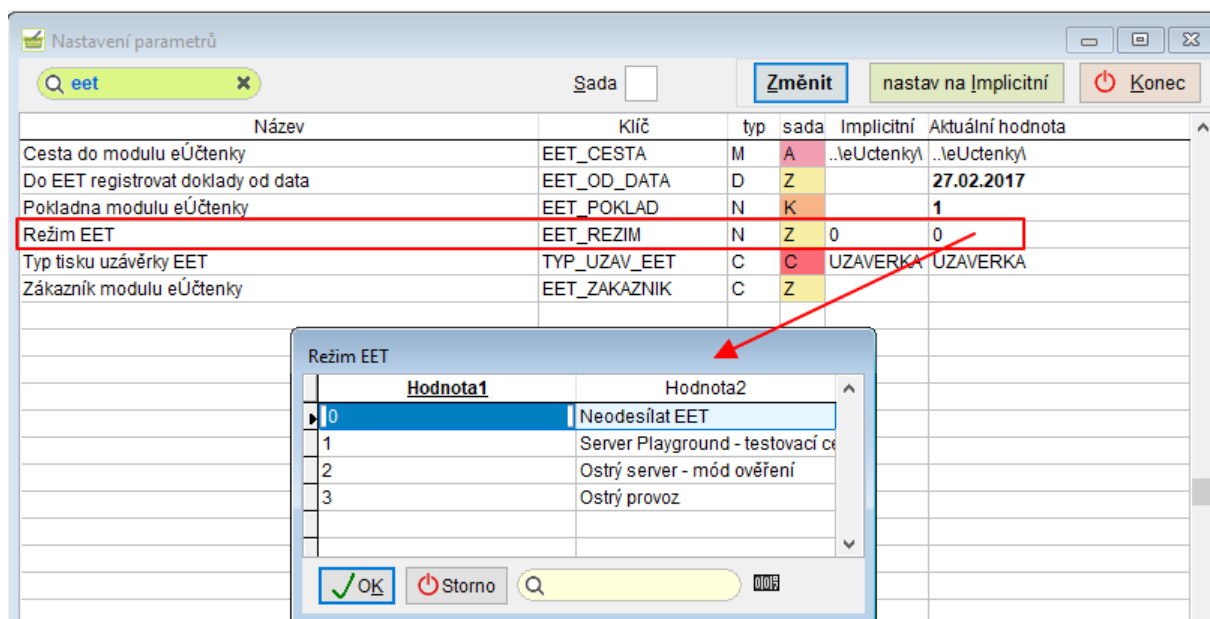 Nastavení parametrů
eet Sada Změnit nastav na Implicitní Konec
Název Klíč typ sada Implicitní Aktuální hodnota
Cesta do modulu eÚčtenky EET_CESTA M A ..\eUctenky\ ..\eUctenky\
Do EET registrovat doklady od data EET_OD_DATA D Z 27.02.2017
Pokladna modulu eÚčtenky EET_POKLAD N K 1
Režim EET EET_REZIM N Z 0 0
Typ tisku uzávěrky EET TYP_UZAV_EET C C UZAVERKA UZAVERKA
Zákazník modulu eÚčtenky EET_ZAKAZNIK C Z
Režim EET
Hodnota1 Hodnota2
0 Neodesílat EET
1 Server Playground - testovací
2 Ostrý server - mód ověření
3 Ostrý provoz
OK Storno